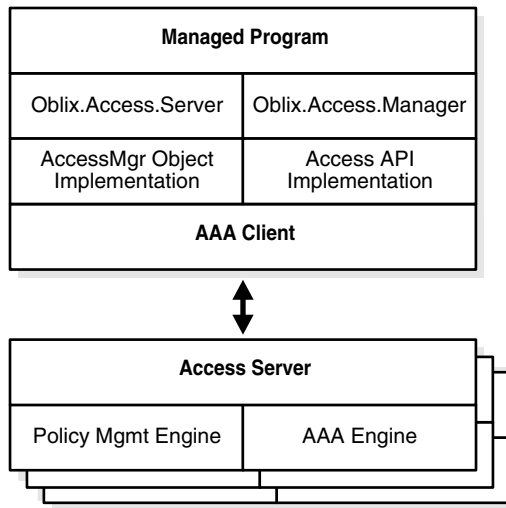 Managed Program
Oblix.Access.Server
Oblix.Access.Manager
AccessMgr Object
Implementation
Access API
Implementation
AAA Client
Access Server
Policy Mgmt Engine
AAA Engine